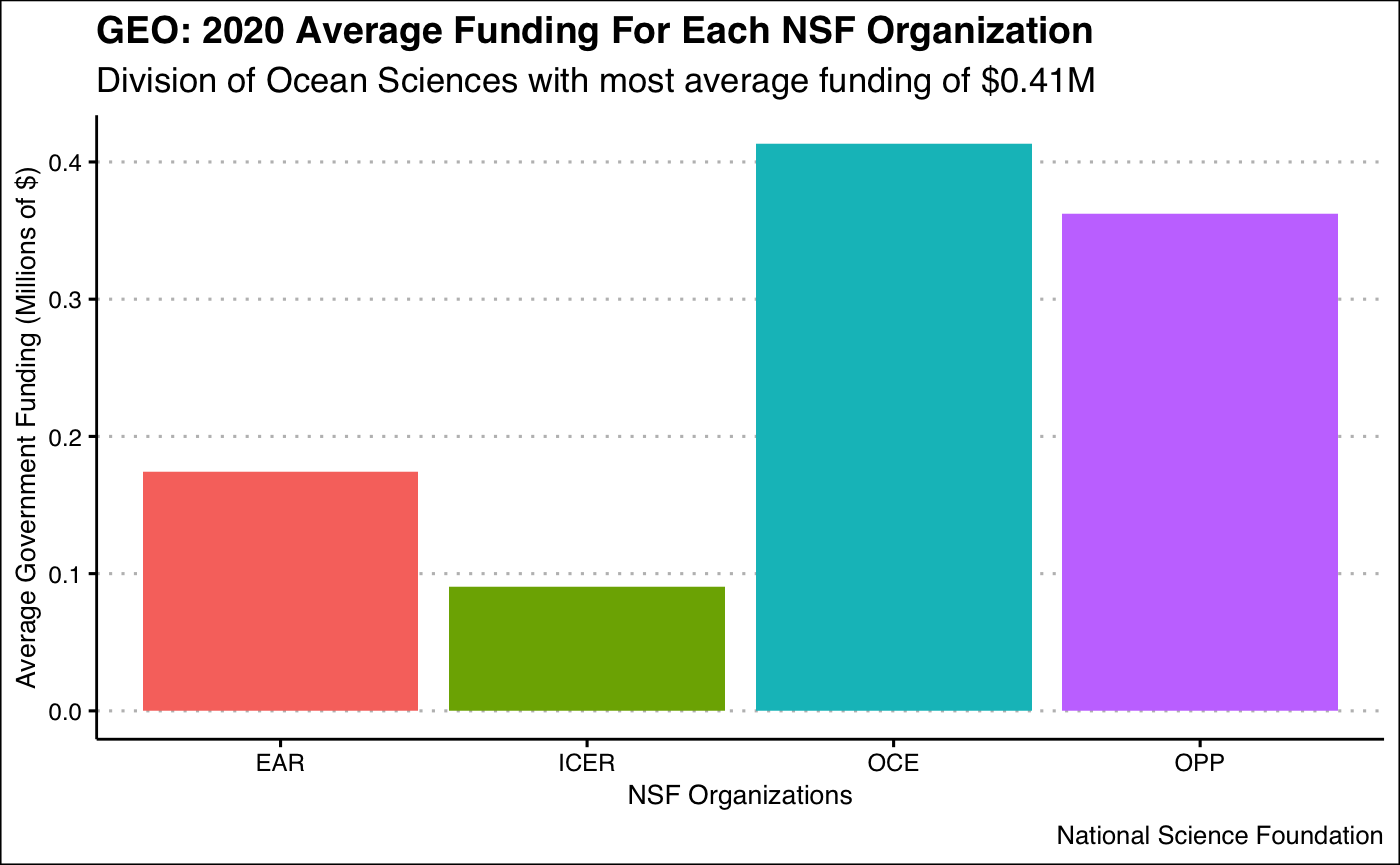 GEO: 2020 Average Funding For Each NSF Organization
Division of Ocean Sciences with most average funding of $0.41M
Average Government Funding (Millions of $)
0.4
0.3
0.2
0.1
0.0
EAR ICER OCE OPP
NSF Organizations
National Science Foundation